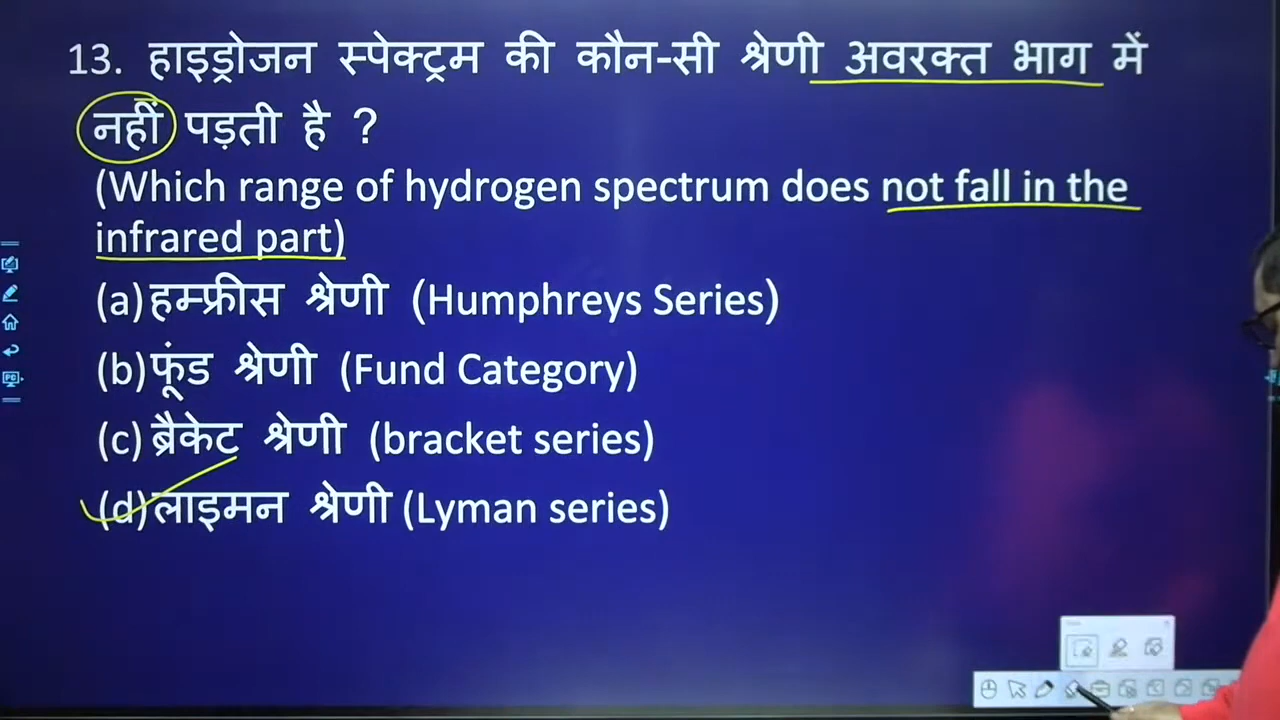 13. हाइड्रोजन स्पेक्ट्रम की कौन-सी श्रेणी अवरक्त भाग में
नहीं पड़ती है ?
(Which range of hydrogen spectrum does not fall in the
infrared part)
(a) हम्फ्रीस श्रेणी (Humphreys Series)
(b) फूंड श्रेणी (Fund Category)
(c) ब्रैकेट श्रेणी (bracket series)
(d) लाइमन श्रेणी (Lyman series)